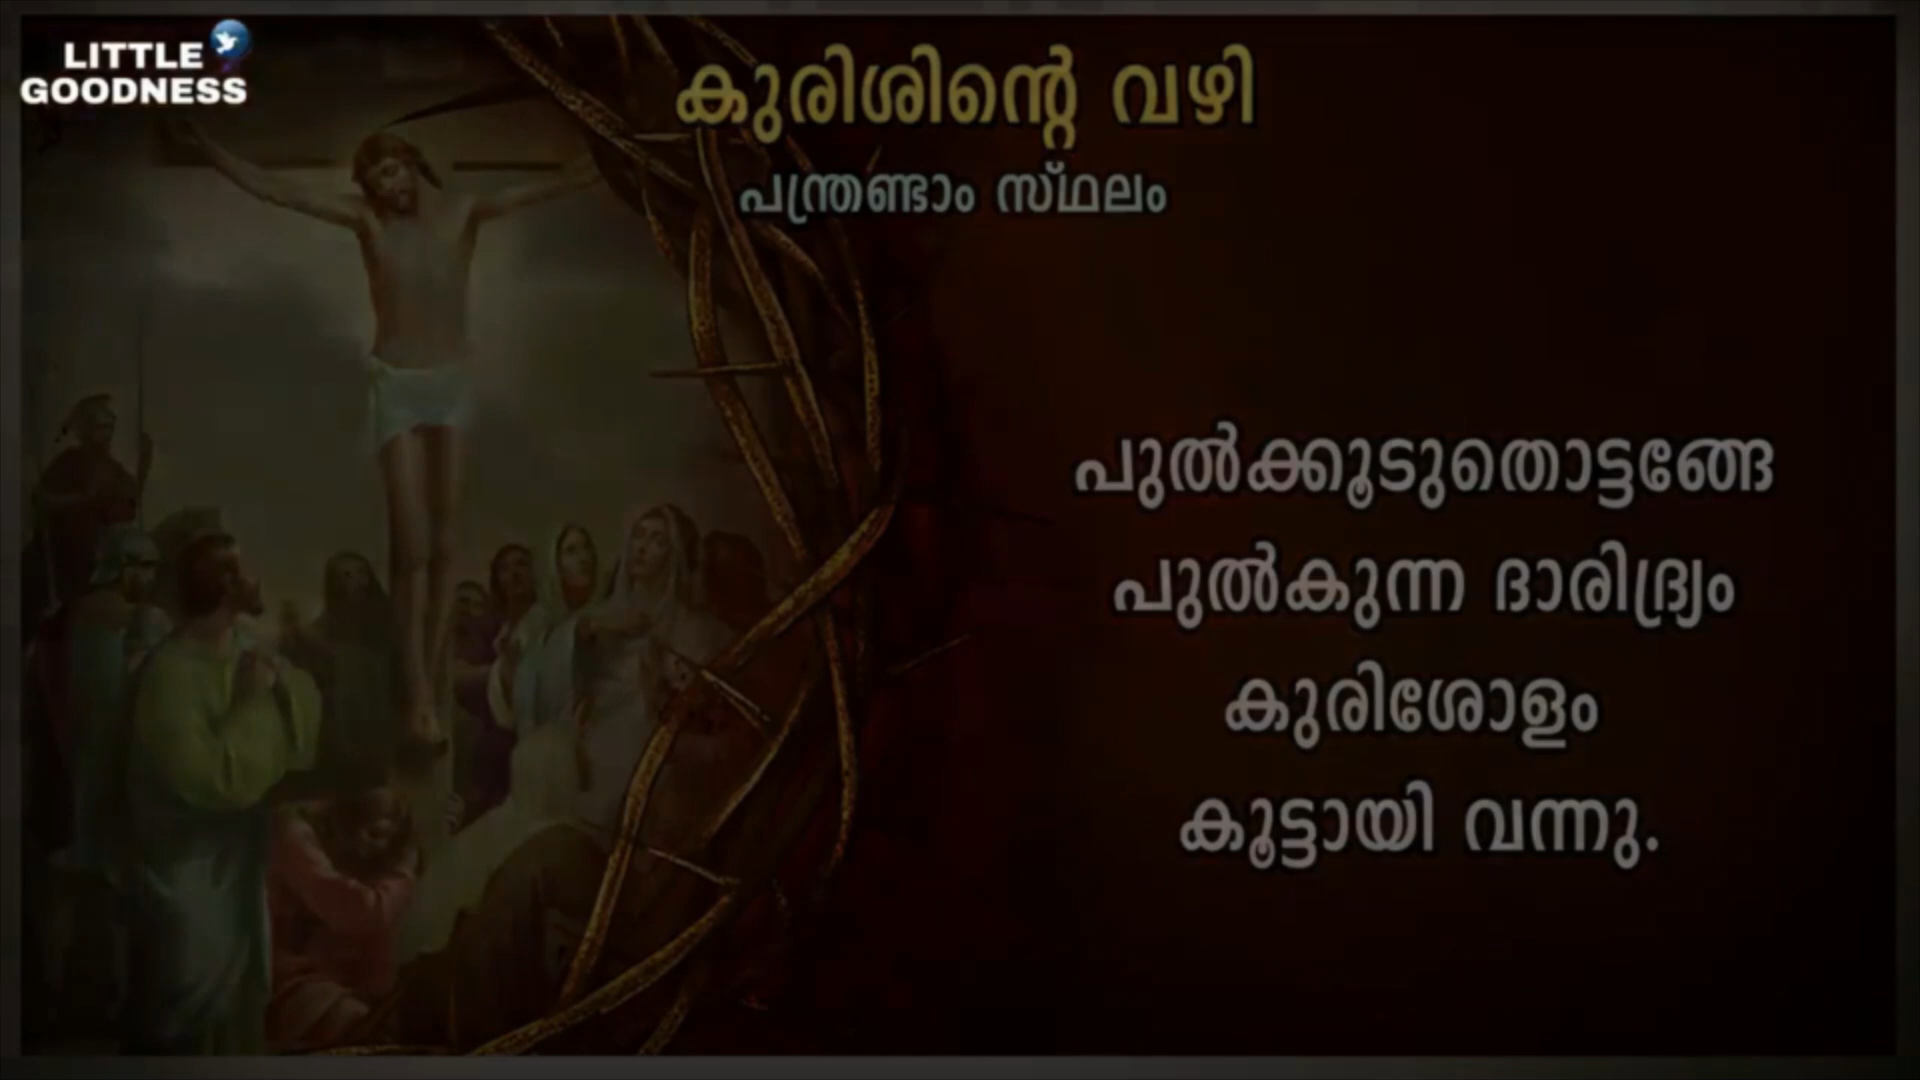 LITTLE
GOODNESS
കുരിശിന്റെ വഴി
പന്ത്രണ്ടാം സ്ഥലം
പുൽക്കൂടുതൊട്ടങ്ങേ
പുൽകുന്ന ദാരിദ്ര്യം
കുരിശോളം
കൂട്ടായി വന്നു.